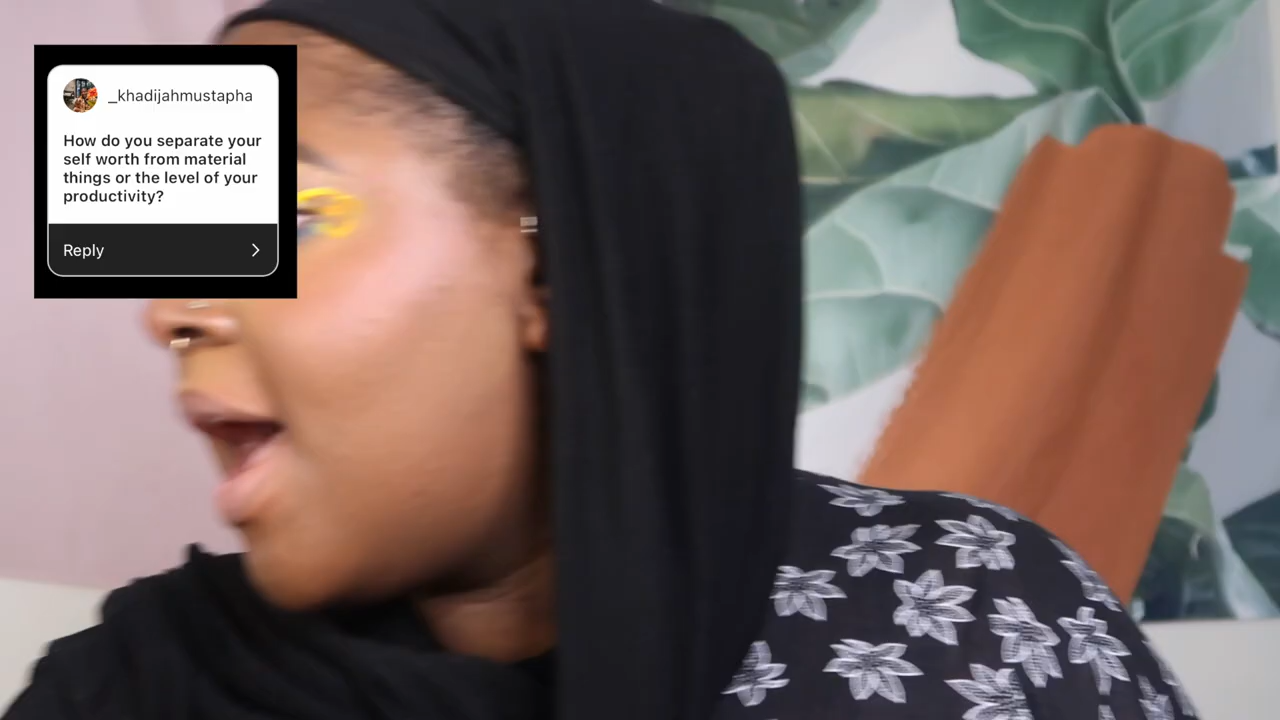 _khadijahmustapha
How do you separate your
self worth from material
things or the level of your
productivity?
Reply